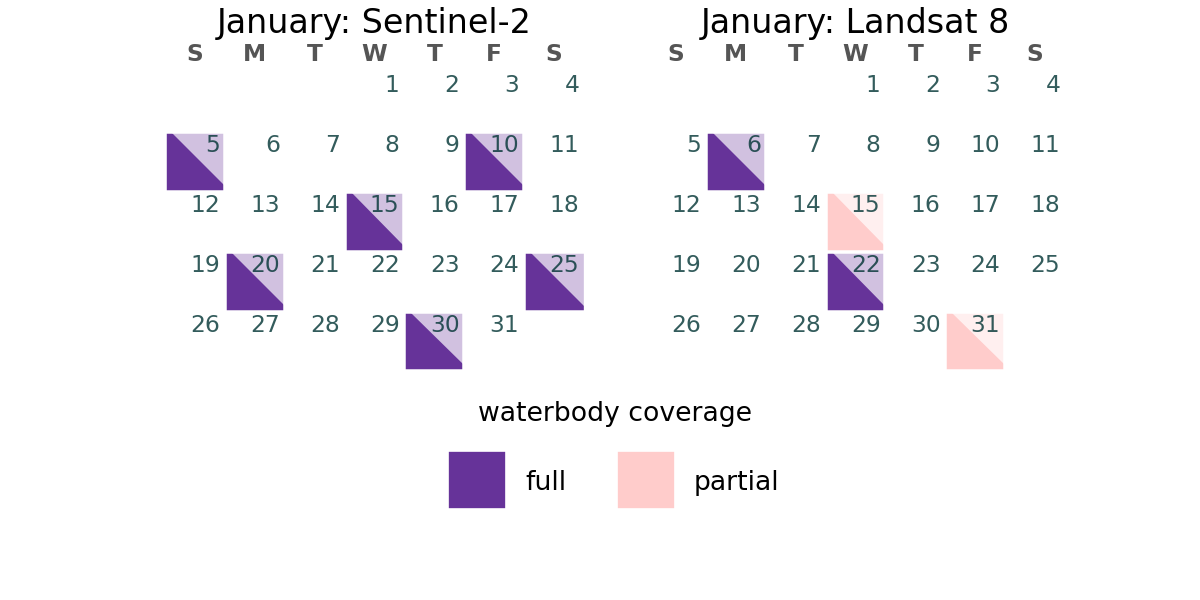 January: Sentinel-2
S M T W T F S
1 2 3 4
5 6 7 8 9 10 11
12 13 14 15 16 17 18
19 20 21 22 23 24 25
26 27 28 29 30 31
January: Landsat 8
S M T W T F S
1 2 3 4
5 6 7 8 9 10 11
12 13 14 15 16 17 18
19 20 21 22 23 24 25
26 27 28 29 30 31
waterbody coverage
full partial